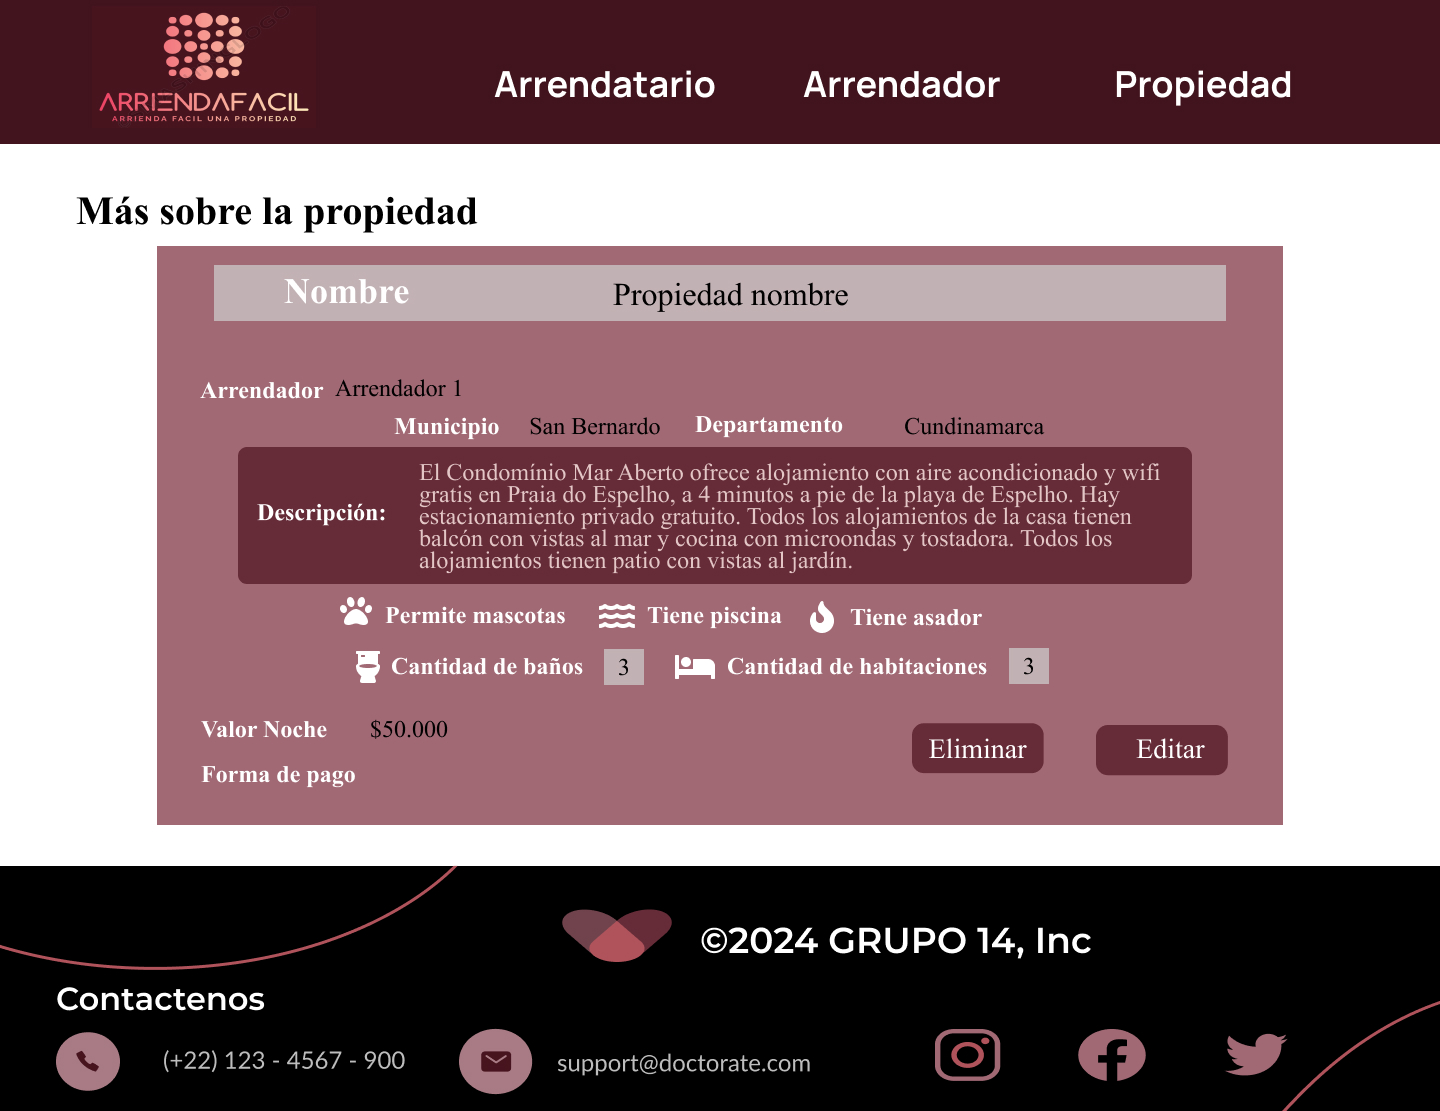 ARRIENDAFACIL
ARRIENDA FACIL UNA PROPIEDAD
Arrendatario
Arrendador
Propiedad
Más sobre la propiedad
Nombre
Propiedad nombre
Arrendador
Arrendador 1
Municipio
San Bernardo
Departamento
Cundinamarca
Descripción:
El Condomínio Mar Aberto ofrece alojamiento con aire acondicionado y wifi
gratis en Praia do Espelho, a 4 minutos a pie de la playa de Espelho. Hay
estacionamiento privado gratuito. Todos los alojamientos de la casa tienen
balcón con vistas al mar y cocina con microondas y tostadora. Todos los
alojamientos tienen patio con vistas al jardín.
Permite mascotas
Tiene piscina
Tiene asador
Cantidad de baños
3
Cantidad de habitaciones
3
Valor Noche
$50.000
Forma de pago
Eliminar
Editar
©2024 GRUPO 14, Inc
Contactenos
(+22) 123 - 4567 - 900
support@doctorate.com